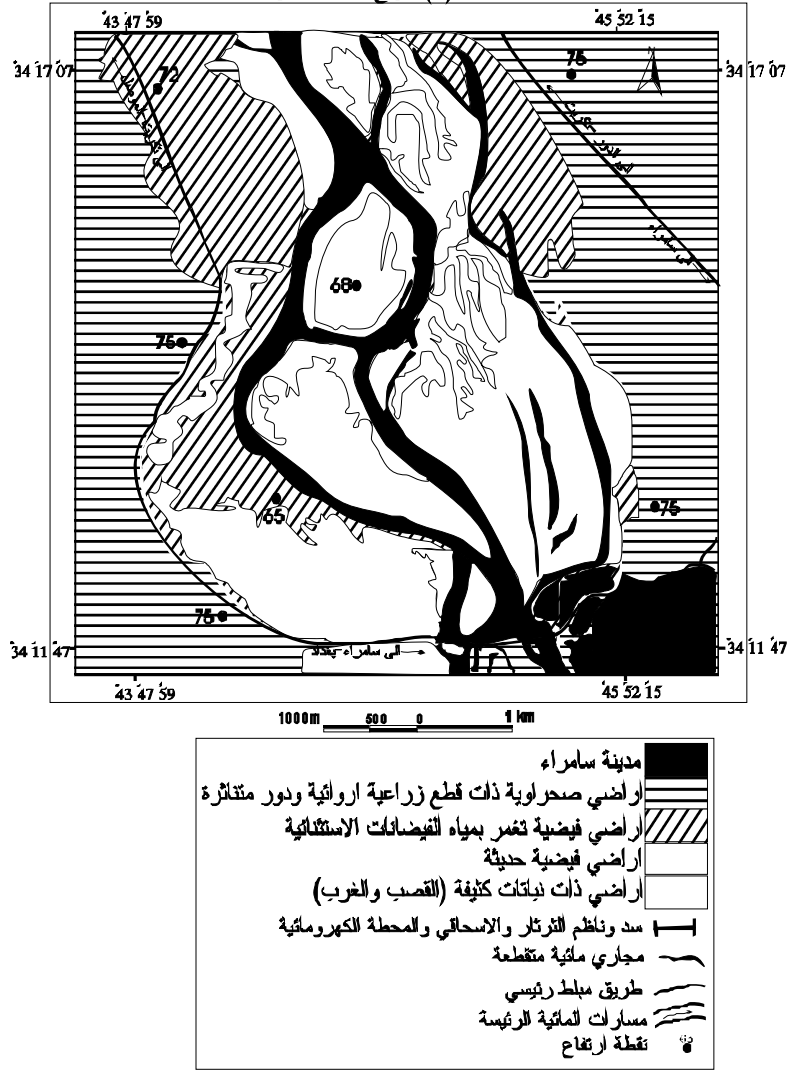 43 47 59
45 52 15
34 17 07
34 17 07
72
75
68
75
65
75
75
34 11 47
34 11 47
الى سامراء بغداد
43 47 59
45 52 15
1000m 500 0 1 km
مدينة سامراء
اراضي صحراوية ذات قطع زراعية اروائية ودور متناثرة
اراضي فيضية تغمر بمياه الفيضانات الاستثنائية
اراضي فيضية حديثة
اراضي ذات نباتات كثيفة (القصب والغرب)
سد وناظم الثرثار والاسحاقي والمحطة الكهرومائية
مجاري مائية متقطعة
طريق مبلط رئيسي
مسارات المائية الرئيسة
نقطة ارتفاع